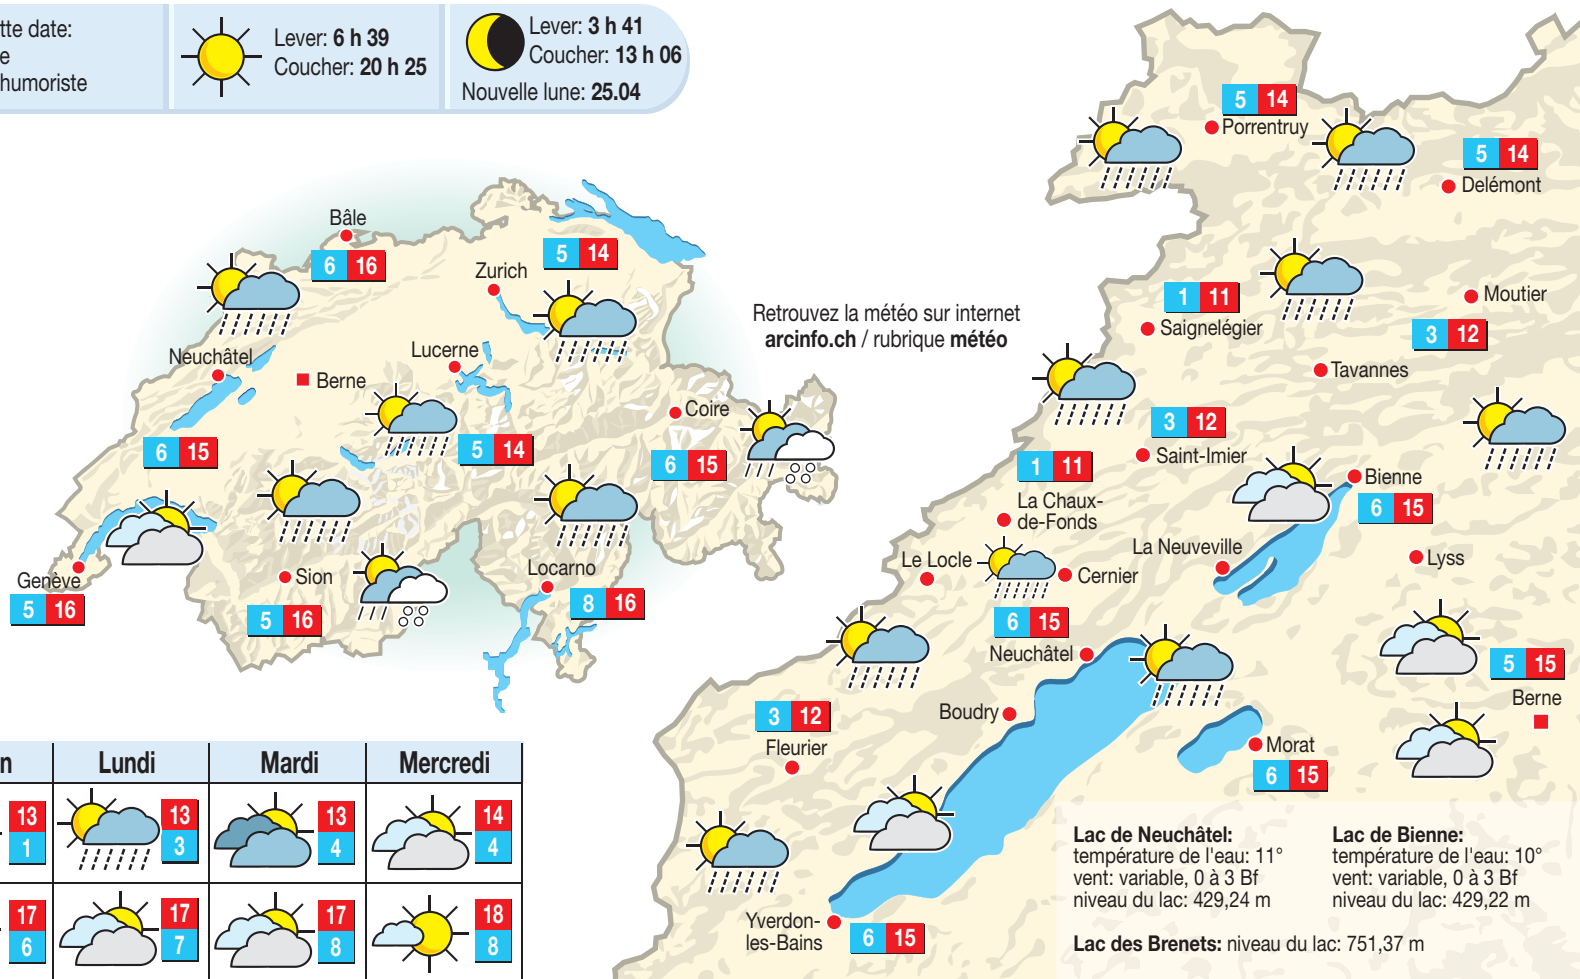 tte date:
e
humoriste
Lever: 6 h 39
Coucher: 20 h 25
Lever: 3 h 41
Coucher: 13 h 06
Nouvelle lune: 25.04
Bâle
6 16
Zurich
5 14
Neuchâtel
6 15
Berne
Lucerne
5 14
Coire
6 15
Genève
5 16
Sion
5 16
Locarno
8 16
Retrouvez la météo sur internet
arcinfo.ch / rubrique météo
5 14
Porrentruy
5 14
Delémont
1 11
Saignelégier
Moutier
3 12
Tavannes
3 12
Saint-Imier
1 11
La Chaux-
de-Fonds
Bienne
6 15
Le Locle
Cernier
La Neuveville
Lyss
6 15
Neuchâtel
5 15
Berne
Boudry
3 12
Fleurier
Morat
6 15
Yverdon-
les-Bains
6 15
n Lundi Mardi Mercredi
13 13 13 14
1 3 4 4
17 17 17 18
6 7 8 8
Lac de Neuchâtel:
température de l'eau: 11°
vent: variable, 0 à 3 Bf
niveau du lac: 429,24 m
Lac de Bienne:
température de l'eau: 10°
vent: variable, 0 à 3 Bf
niveau du lac: 429,22 m
Lac des Brenets: niveau du lac: 751,37 m